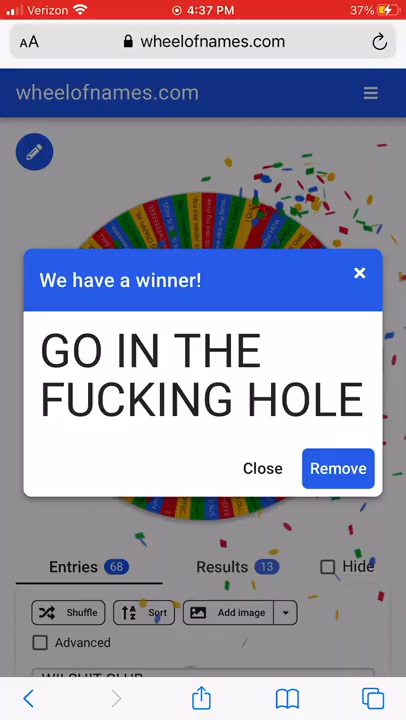 Verizon 4:37 PM 37%
AA wheelofnames.com
wheelofnames.com
We have a winner!
GO IN THE
FUCKING HOLE
Close Remove
Entries 68 Results 13 Hide
Shuffle Sort Add image
Advanced